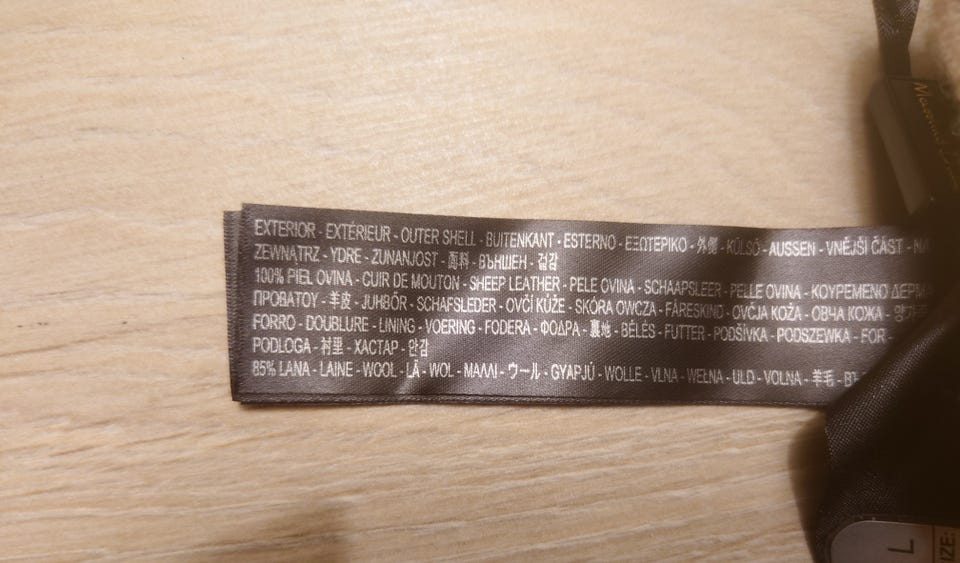 EXTERIOR - EXTÉRIEUR - OUTER SHELL - BUITENKANT - ESTERNO - ΕΞΩΤΕΡΙΚΟ - 外側 - KÜLSŐ - AUSSEN - VNĚJŠÍ ČÁST -
ZEWNĄTRZ - YDRE - ZUNANJOST - 面料 - ВЪНШЕН - 겉감
100% PIEL OVINA - CUIR DE MOUTON - SHEEP LEATHER - PELE OVINA - SCHAAPSLEER - PELLE OVINA - ΚΟΥΡΕΜΕΝΟ ΔΕΡΜΑ
ΠΡΟΒΑΤΟΥ - 羊皮 - JUHBŐR - SCHAFSLEDER - OVČÍ KŮŽE - SKÓRA OWCZA - FÅRESKIND - OVČJA KOŽA - ОВЧА КОЖА -
FORRO - DOUBLURE - LINING - VOERING - FODERA - ΦΟΔΡΑ - 裏地 - BÉLÉS - FUTTER - PODŠÍVKA - PODSZEWKA - FOR -
PODLOGA - 衬里 - ХАСТАР - 안감
85% LANA - LAINE - WOOL - LÃ - WOL - ΜΑΛΛΙ - ウール - GYAPJÚ - WOLLE - VLNA - WEŁNA - ULD - VOLNA - 羊毛 -
Massimo
L